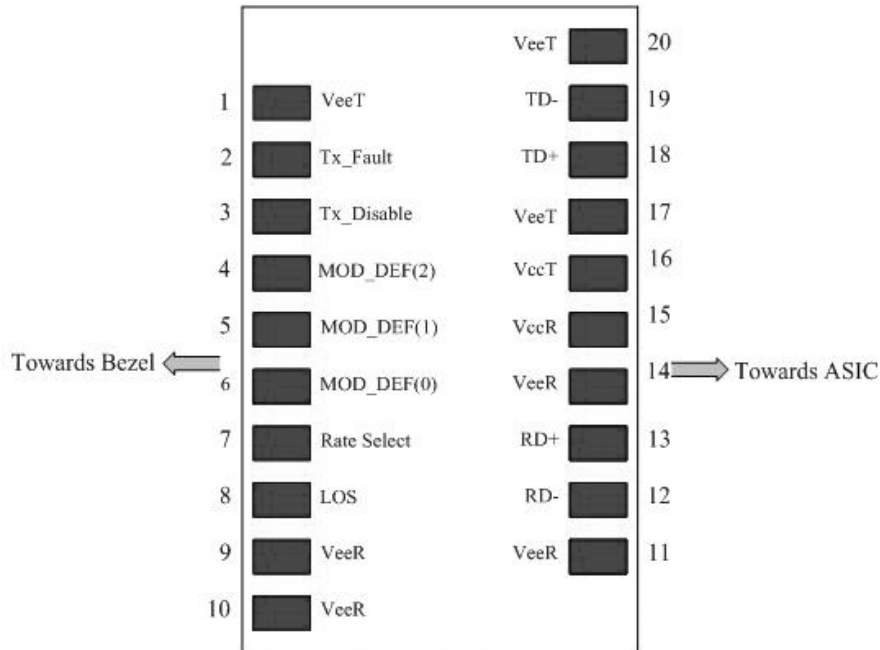 VeeT 20
1 VeeT TD- 19
2 Tx_Fault TD+ 18
3 Tx_Disable VeeT 17
4 MOD_DEF(2) VccT 16
5 MOD_DEF(1) VccR 15
Towards Bezel 6 MOD_DEF(0) VeeR 14 Towards ASIC
7 Rate Select RD+ 13
8 LOS RD- 12
9 VeeR VeeR 11
10 VeeR